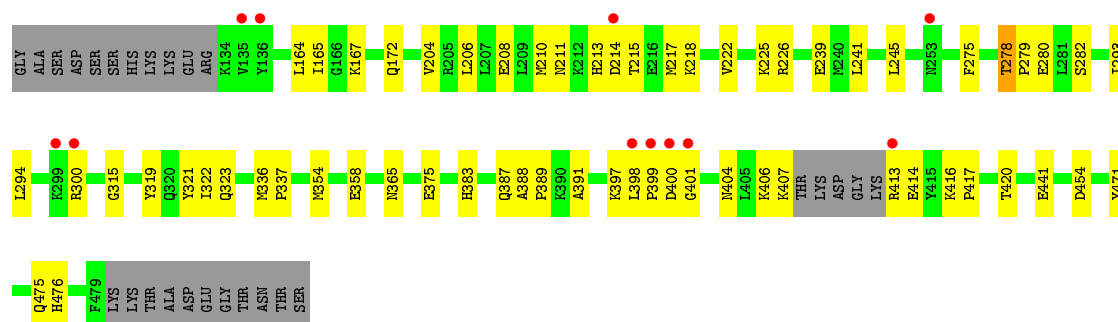 GLY ALA SER ASP SER SER HIS LYS LYS GLU ARG K134 V135 Y136 L164 I165 G166 K167 Q172 V204 R205 L206 L207 E208 L209 M210 N211 K212 H213 D214 T215 E216 M217 K218 V222 K225 R226 E239 M240 L241 L245 N253 F275 T278 P279 E280 L281 S282
L294 K299 R300 G315 Y319 Q320 Y321 I322 Q323 M336 P337 M354 E358 N365 E375 H383 Q387 A388 P389 K390 A391 K397 L398 P399 D400 G401 N404 L405 K406 K407 THR LYS ASP GLY LYS R413 E414 Y415 K416 P417 T420 E441 D454
Q475 H476 F479 LYS LYS THR ALA ASP GLU GLY THR ASN THR SER